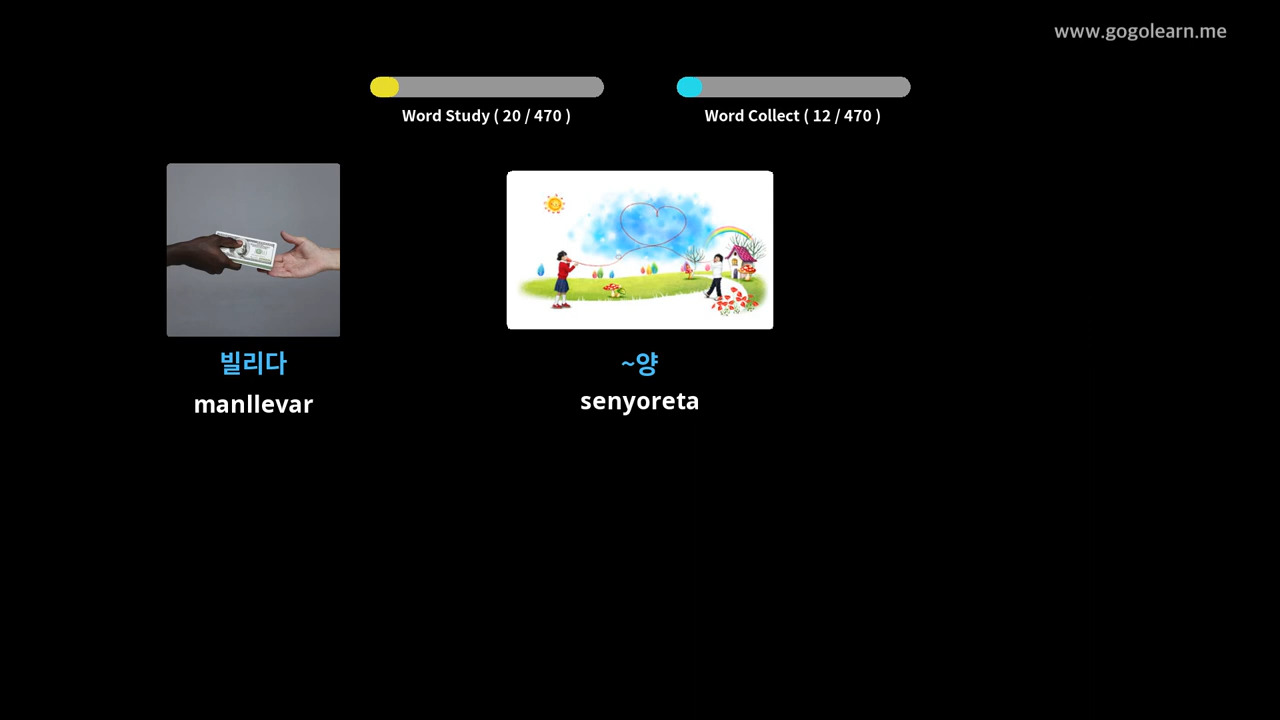 www.gogolearn.me
Word Study ( 20 / 470 )
Word Collect ( 12 / 470 )
빌리다
manllevar
~양
senyoreta